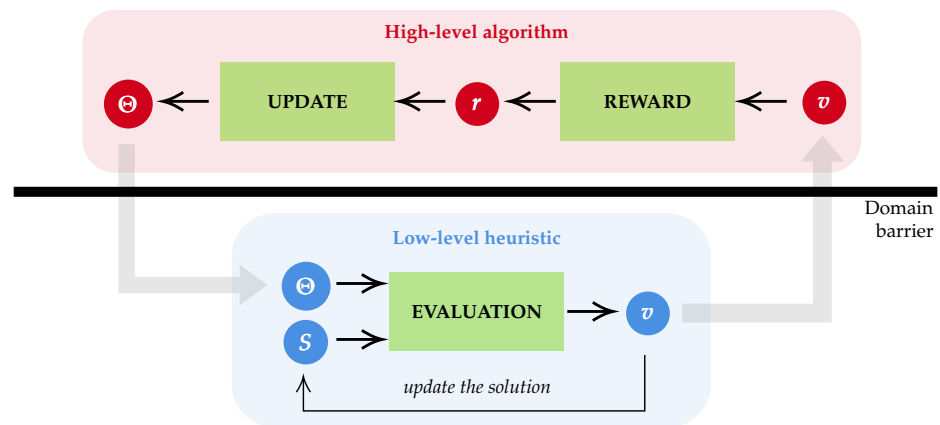 High-level algorithm
Θ
UPDATE
r
REWARD
v
Domain
barrier
Low-level heuristic
Θ
EVALUATION
v
S
update the solution